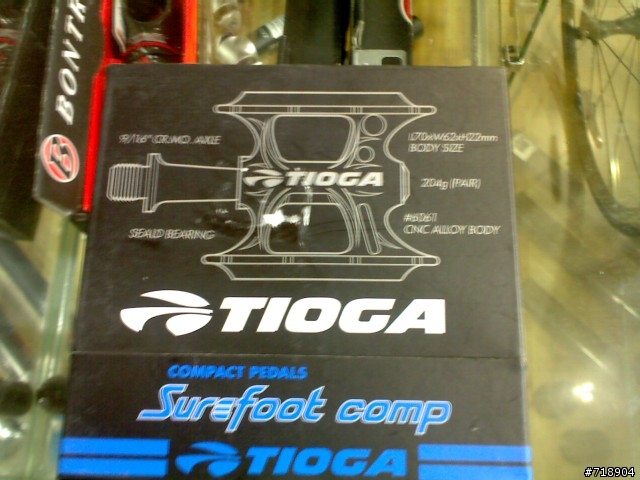 BONTR
9/16" CR.MO. AXLE
L70xW62xH22mm
BODY SIZE
TIOGA
204g (PAIR)
SEALD BEARING
#6061
CNC ALLOY BODY
TIOGA
COMPACT PEDALS
Surefoot comp
TIOGA
#718904